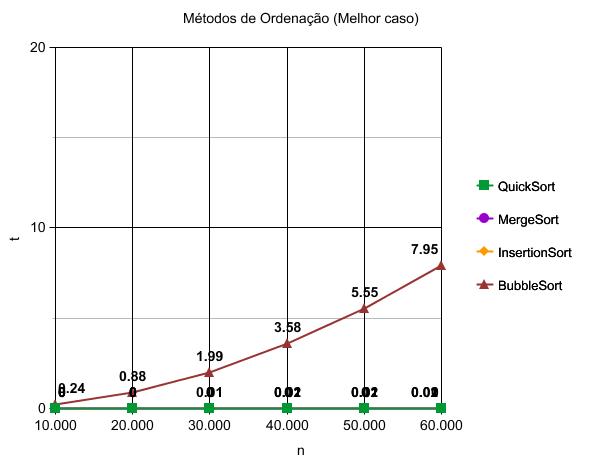 Métodos de Ordenação (Melhor caso)
20
10
0
t
7.95
5.55
3.58
1.99
0.88
0.24
10.000 20.000 30.000 40.000 50.000 60.000
n
QuickSort
MergeSort
InsertionSort
BubbleSort